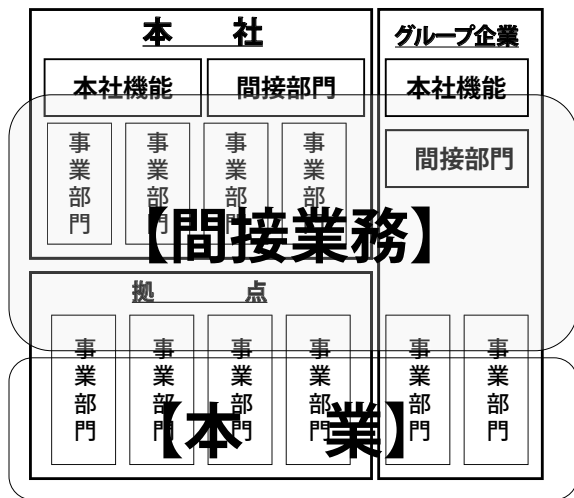 本 社
グループ企業
本社機能
間接部門
本社機能
間接部門
事業部門
事業部門
事業部門
事業部門
【間接業務】
拠 点
事業部門
事業部門
事業部門
事業部門
事業部門
事業部門
【本 業】